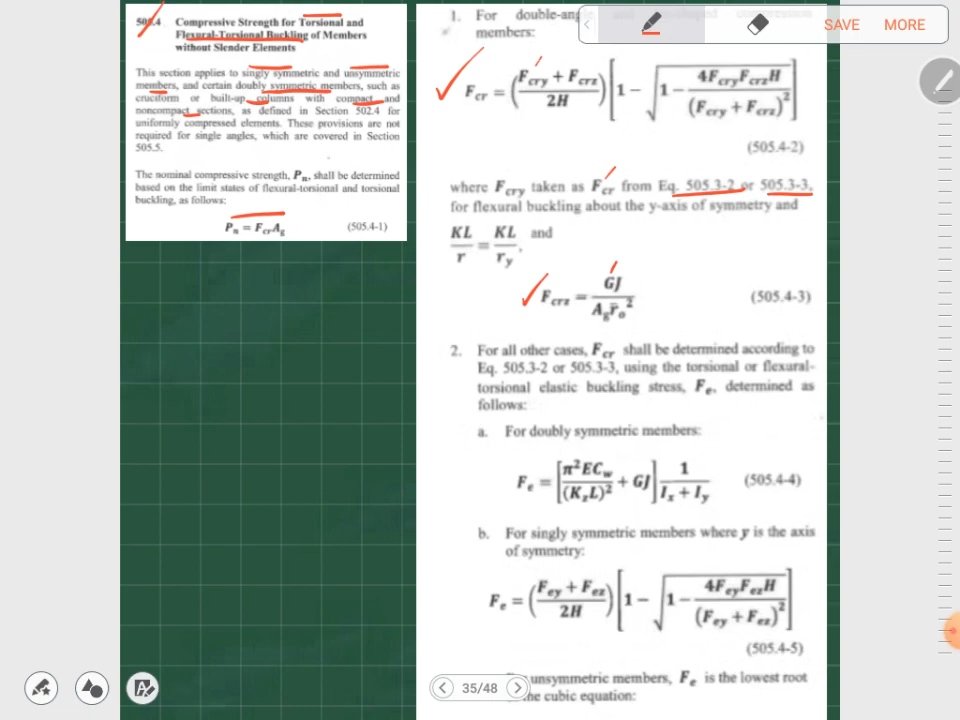 505.4 Compressive Strength for Torsional and
Flexural-Torsional Buckling of Members
without Slender Elements
This section applies to singly symmetric and unsymmetric
members, and certain doubly symmetric members, such as
cruciform or built-up columns with compact and
noncompact sections, as defined in Section 502.4 for
uniformly compressed elements. These provisions are not
required for single angles, which are covered in Section
505.5.
The nominal compressive strength, Pn, shall be determined
based on the limit states of flexural-torsional and torsional
buckling, as follows:
Pn = FcrAg (505.4-1)
1. For double-angle
members:
SAVE MORE
Fcr = ((Fcry + Fcrz)/2H) [1 − √(1 − 4FcryFcrzH/(Fcry + Fcrz)²)]
(505.4-2)
where Fcry taken as Fcr from Eq. 505.3-2 or 505.3-3,
for flexural buckling about the y-axis of symmetry and
KL/r = KL/ry, and
Fcrz = GJ/(Ag r̄o²) (505.4-3)
2. For all other cases, Fcr shall be determined according to
Eq. 505.3-2 or 505.3-3, using the torsional or flexural-
torsional elastic buckling stress, Fe, determined as
follows:
a. For doubly symmetric members:
Fe = [π²ECw/(KzL)² + GJ] 1/(Ix + Iy) (505.4-4)
b. For singly symmetric members where y is the axis
of symmetry:
Fe = ((Fey + Fez)/2H) [1 − √(1 − 4FeyFezH/(Fey + Fez)²)]
(505.4-5)
unsymmetric members, Fe is the lowest root
he cubic equation:
35/48